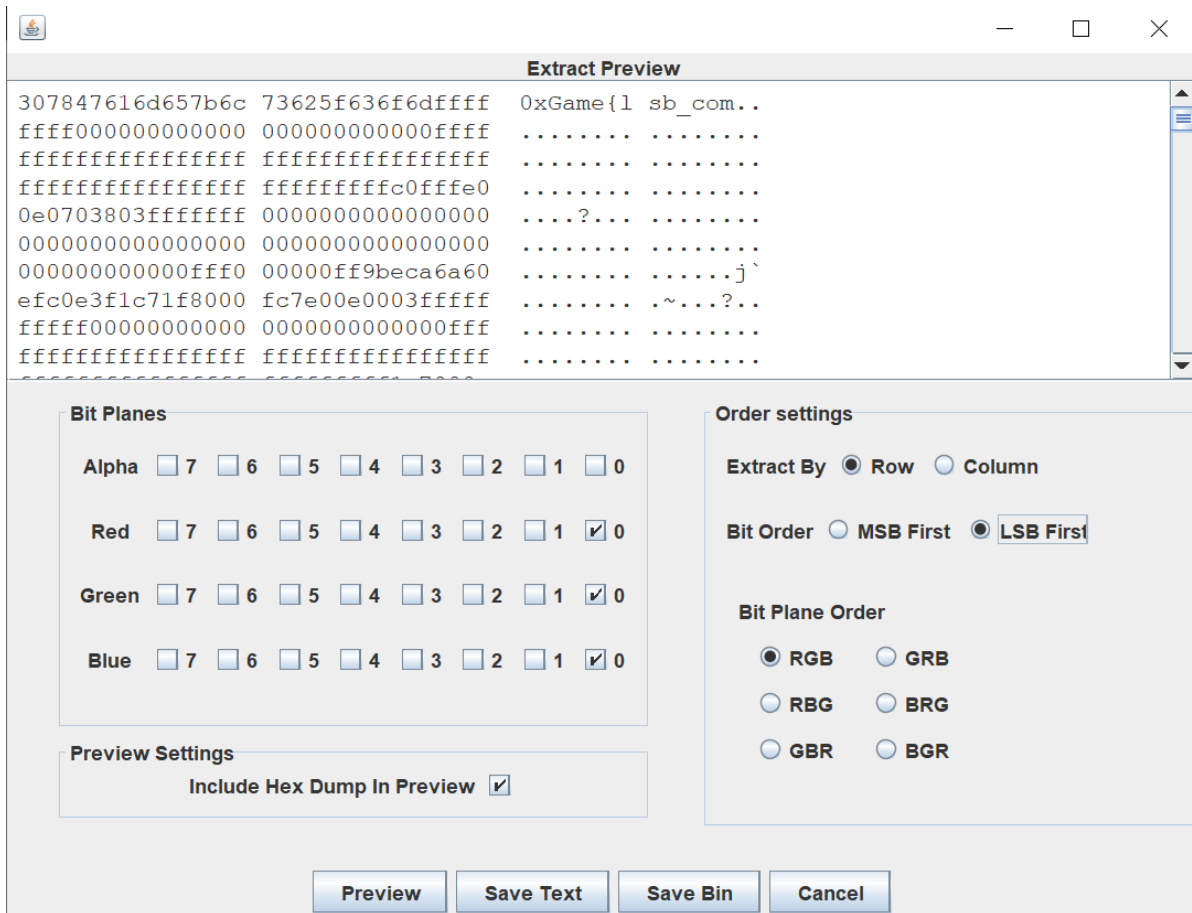 Extract Preview
307847616d657b6c 73625f636f6dffff 0xGame{l sb_com..
ffff000000000000 000000000000ffff ........ ........
ffffffffffffffff ffffffffffffffff ........ ........
ffffffffffffffff fffffffffc0fffe0 ........ ........
0e0703803fffffff 0000000000000000 ....?... ........
0000000000000000 0000000000000000 ........ ........
000000000000fff0 00000ff9beca6a60 ........ ......j`
efc0e3f1c71f8000 fc7e00e0003fffff ........ .~...?..
fffff00000000000 0000000000000fff ........ ........
ffffffffffffffff ffffffffffffffff ........ ........
Bit Planes
Alpha 7 6 5 4 3 2 1 0
Red 7 6 5 4 3 2 1 0
Green 7 6 5 4 3 2 1 0
Blue 7 6 5 4 3 2 1 0
Preview Settings
Include Hex Dump In Preview
Order settings
Extract By Row Column
Bit Order MSB First LSB First
Bit Plane Order
RGB GRB
RBG BRG
GBR BGR
Preview Save Text Save Bin Cancel